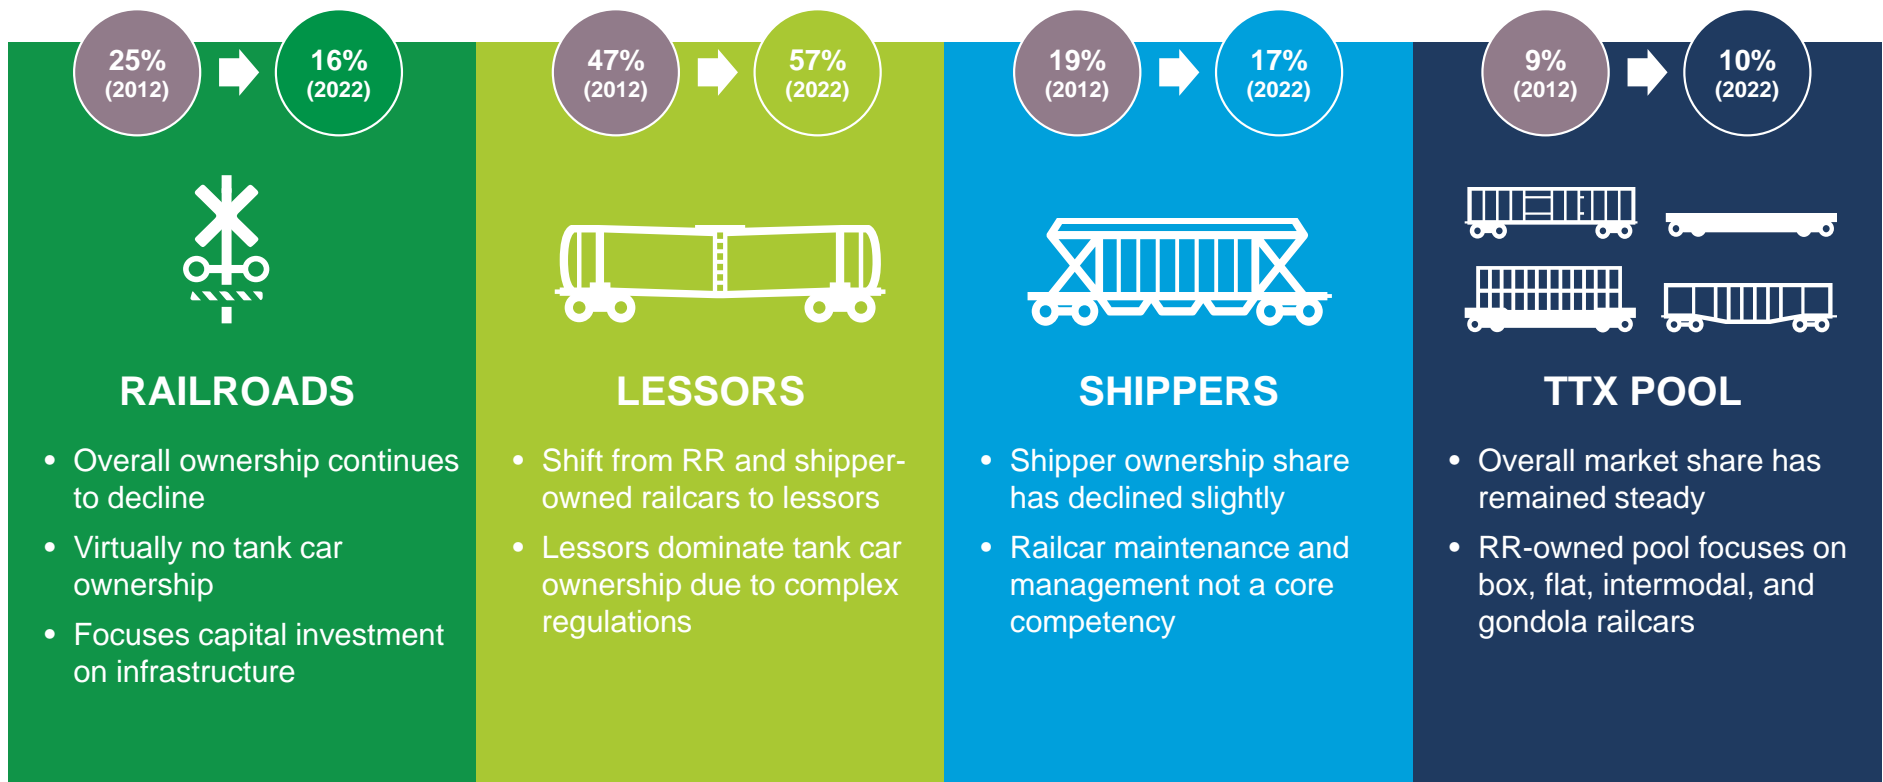 25%
(2012)
16%
(2022)
RAILROADS
• Overall ownership continues
to decline
• Virtually no tank car
ownership
• Focuses capital investment
on infrastructure
47%
(2012)
57%
(2022)
LESSORS
• Shift from RR and shipper-
owned railcars to lessors
• Lessors dominate tank car
ownership due to complex
regulations
19%
(2012)
17%
(2022)
SHIPPERS
• Shipper ownership share
has declined slightly
• Railcar maintenance and
management not a core
competency
9%
(2012)
10%
(2022)
TTX POOL
• Overall market share has
remained steady
• RR-owned pool focuses on
box, flat, intermodal, and
gondola railcars